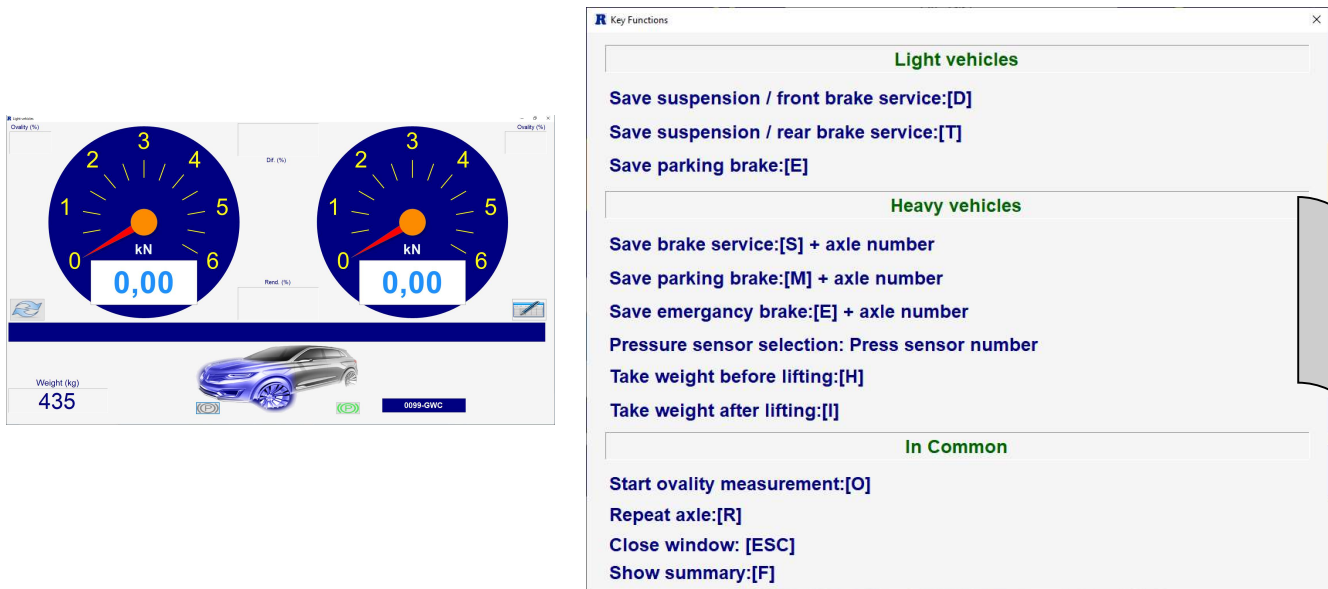 Light vehicles
Ovality (%)
Ovality (%)
0 1 2 3 4 5 6
kN
0,00
Dif. (%)
Rend. (%)
0 1 2 3 4 5 6
kN
0,00
Weight (kg)
435
(P)
(P)
0099-GWC
R Key Functions
Light vehicles
Save suspension / front brake service:[D]
Save suspension / rear brake service:[T]
Save parking brake:[E]
Heavy vehicles
Save brake service:[S] + axle number
Save parking brake:[M] + axle number
Save emergancy brake:[E] + axle number
Pressure sensor selection: Press sensor number
Take weight before lifting:[H]
Take weight after lifting:[I]
In Common
Start ovality measurement:[O]
Repeat axle:[R]
Close window: [ESC]
Show summary:[F]